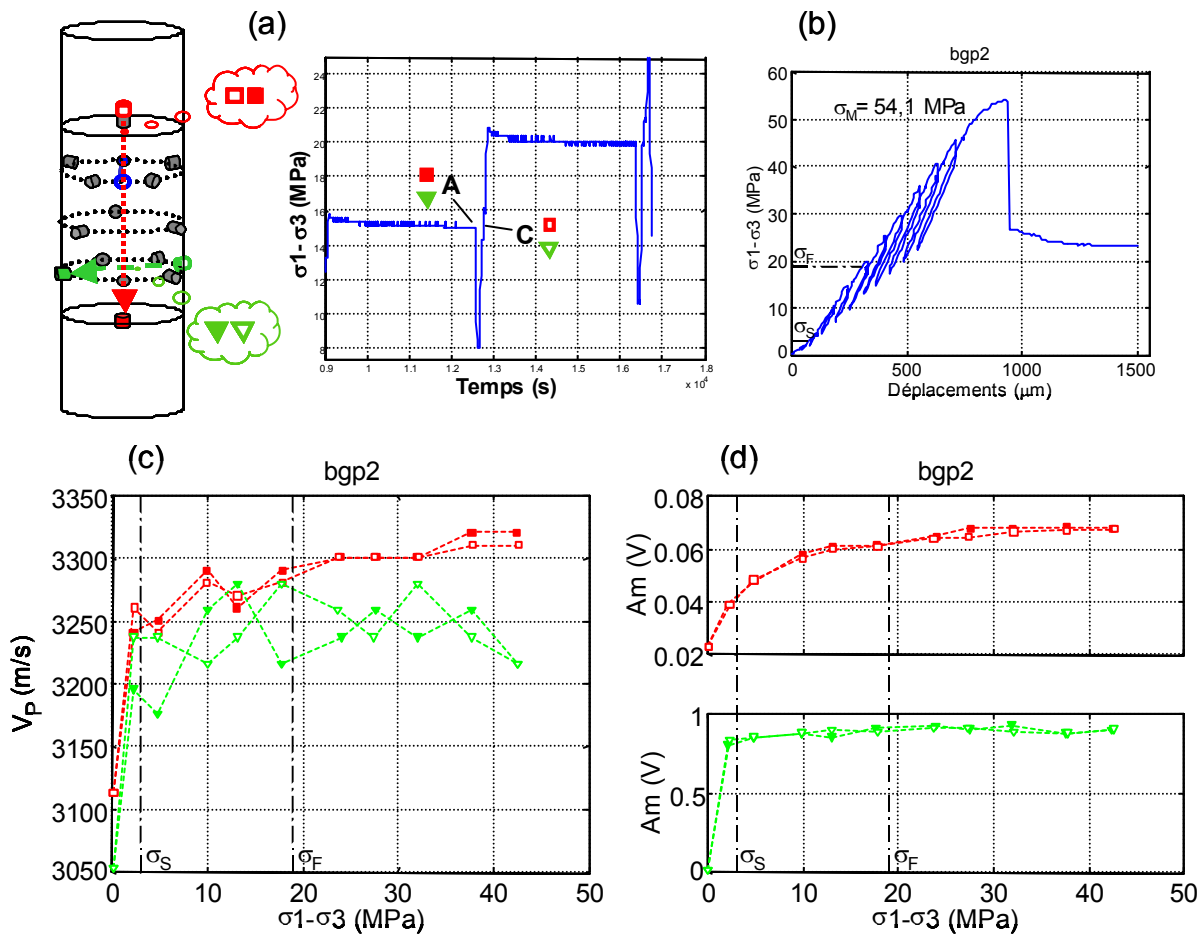 (a)
24
22
20
18
16
14
12
10
8
σ1- σ3 (MPa)
A
C
0.9
1
1.1
1.2
1.3
1.4
1.5
1.6
1.7
1.8
x 10⁴
Temps (s)
(b)
bgp2
60
50
40
30
20
10
0
σ1-σ3 (MPa)
σM= 54,1 MPa
σF
σS
0
500
1000
1500
Déplacements (μm)
(c)
bgp2
3350
3300
3250
3200
3150
3100
3050
VP (m/s)
σS
σF
0
10
20
30
40
50
σ1-σ3 (MPa)
(d)
bgp2
0.08
0.06
0.04
0.02
Am (V)
1
0.5
0
Am (V)
σS
σF
0
10
20
30
40
50
σ1-σ3 (MPa)